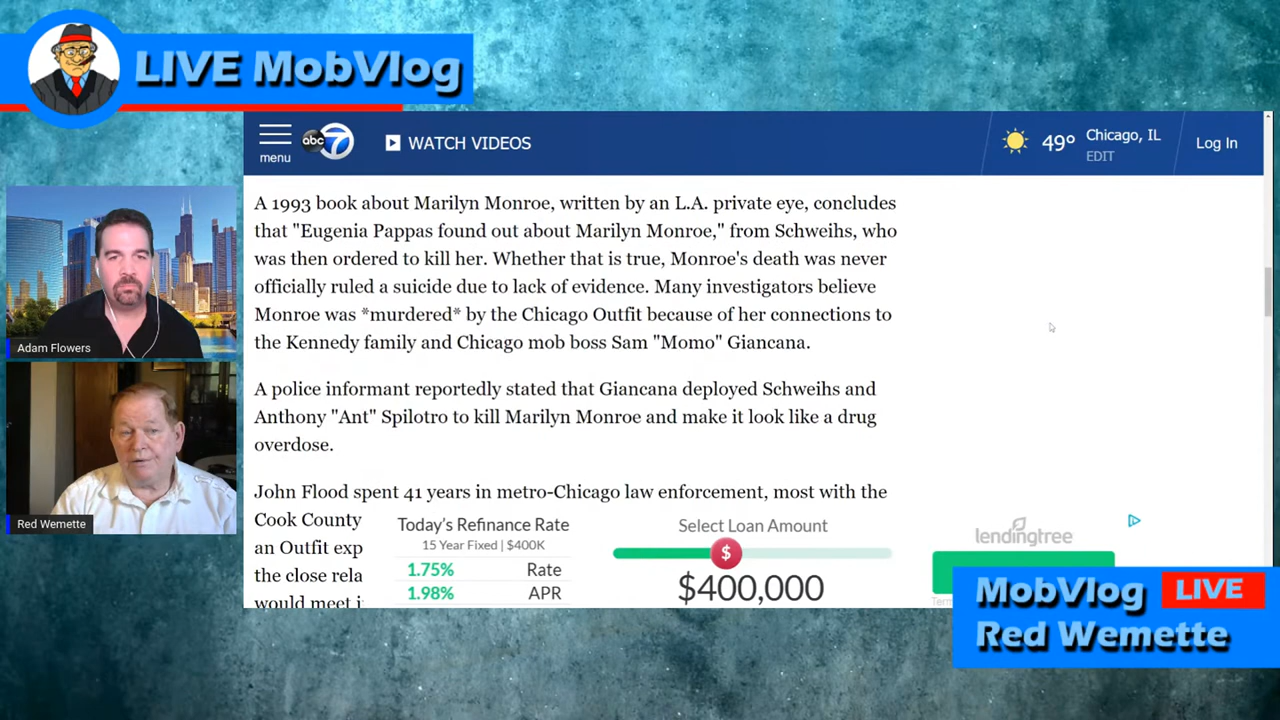 LIVE MobVlog
menu
abc 7
WATCH VIDEOS
49°
Chicago, IL
EDIT
Log In
A 1993 book about Marilyn Monroe, written by an L.A. private eye, concludes
that "Eugenia Pappas found out about Marilyn Monroe," from Schweihs, who
was then ordered to kill her. Whether that is true, Monroe's death was never
officially ruled a suicide due to lack of evidence. Many investigators believe
Monroe was *murdered* by the Chicago Outfit because of her connections to
the Kennedy family and Chicago mob boss Sam "Momo" Giancana.
A police informant reportedly stated that Giancana deployed Schweihs and
Anthony "Ant" Spilotro to kill Marilyn Monroe and make it look like a drug
overdose.
John Flood spent 41 years in metro-Chicago law enforcement, most with the
Cook County
an Outfit exp
the close rela
would meet i
Today's Refinance Rate
15 Year Fixed | $400K
1.75% Rate
1.98% APR
Select Loan Amount
$
$400,000
lendingtree
Adam Flowers
Red Wemette
MobVlog LIVE
Red Wemette